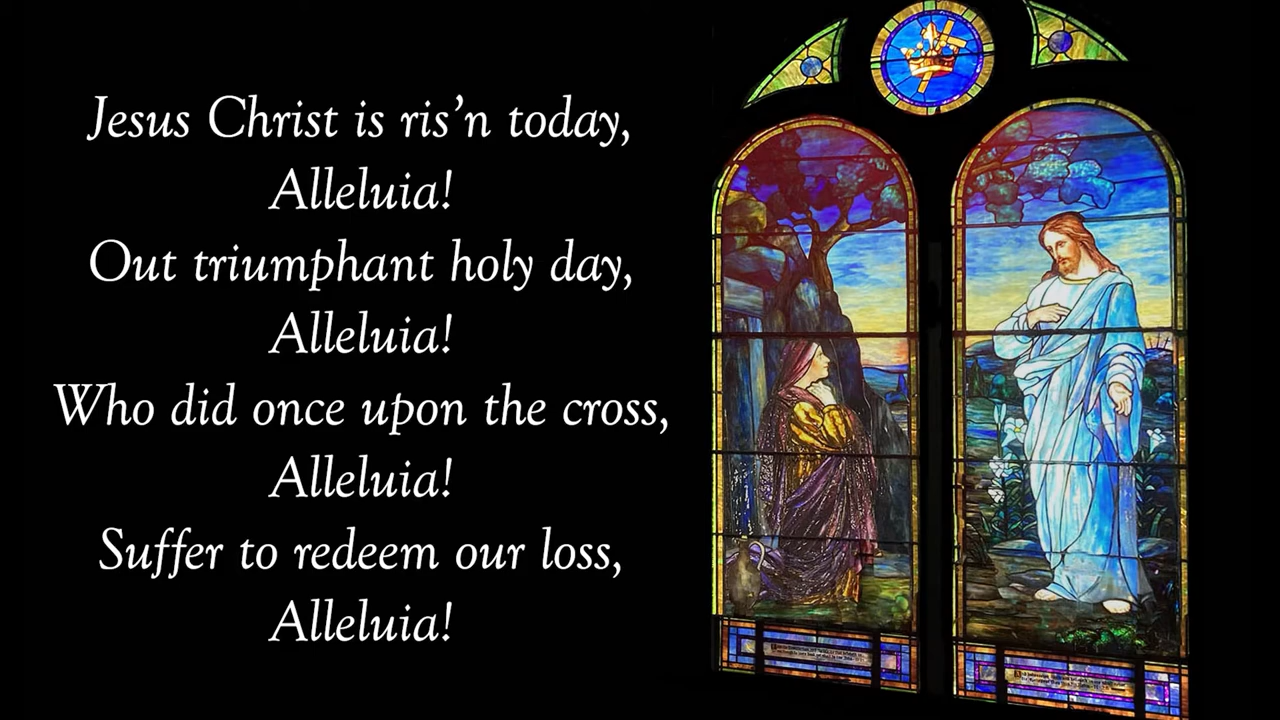 Jesus Christ is ris’n today,
Alleluia!
Out triumphant holy day,
Alleluia!
Who did once upon the cross,
Alleluia!
Suffer to redeem our loss,
Alleluia!